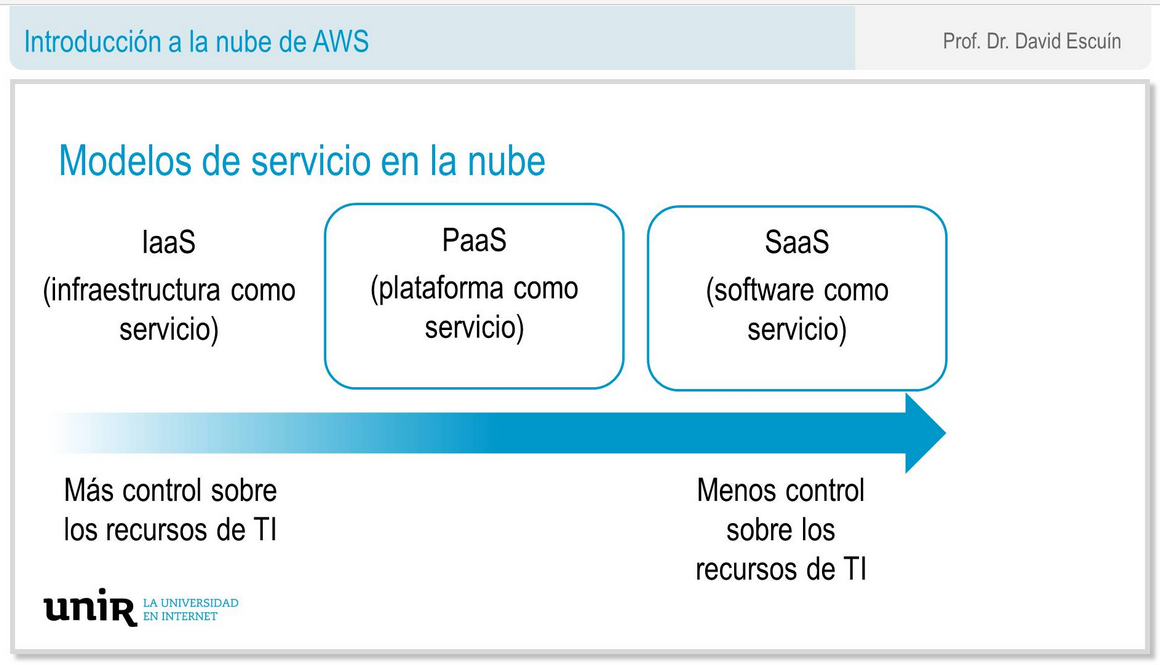 Introducción a la nube de AWS
Prof. Dr. David Escuín
Modelos de servicio en la nube
IaaS
(infraestructura como
servicio)
PaaS
(plataforma como
servicio)
SaaS
(software como
servicio)
Más control sobre
los recursos de TI
Menos control
sobre los
recursos de TI
unir LA UNIVERSIDAD
EN INTERNET